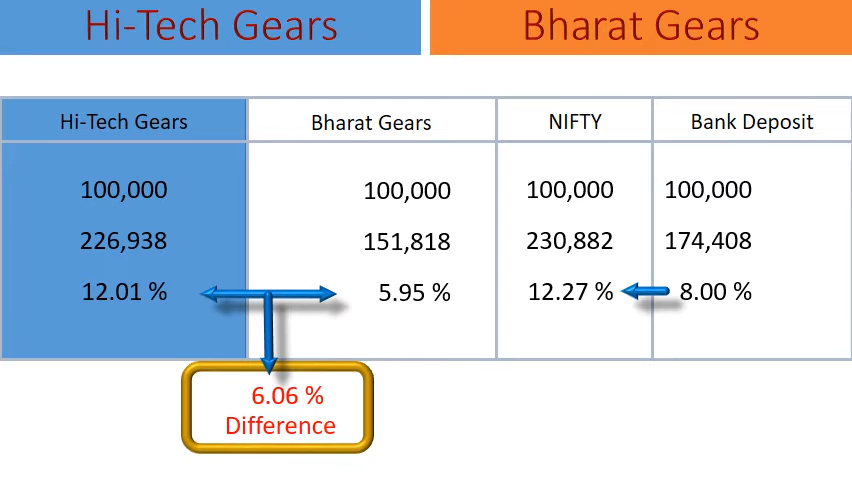 Hi-Tech Gears Bharat Gears
Hi-Tech Gears Bharat Gears NIFTY Bank Deposit
100,000 100,000 100,000 100,000
226,938 151,818 230,882 174,408
12.01 % 5.95 % 12.27 % 8.00 %
6.06 %
Difference